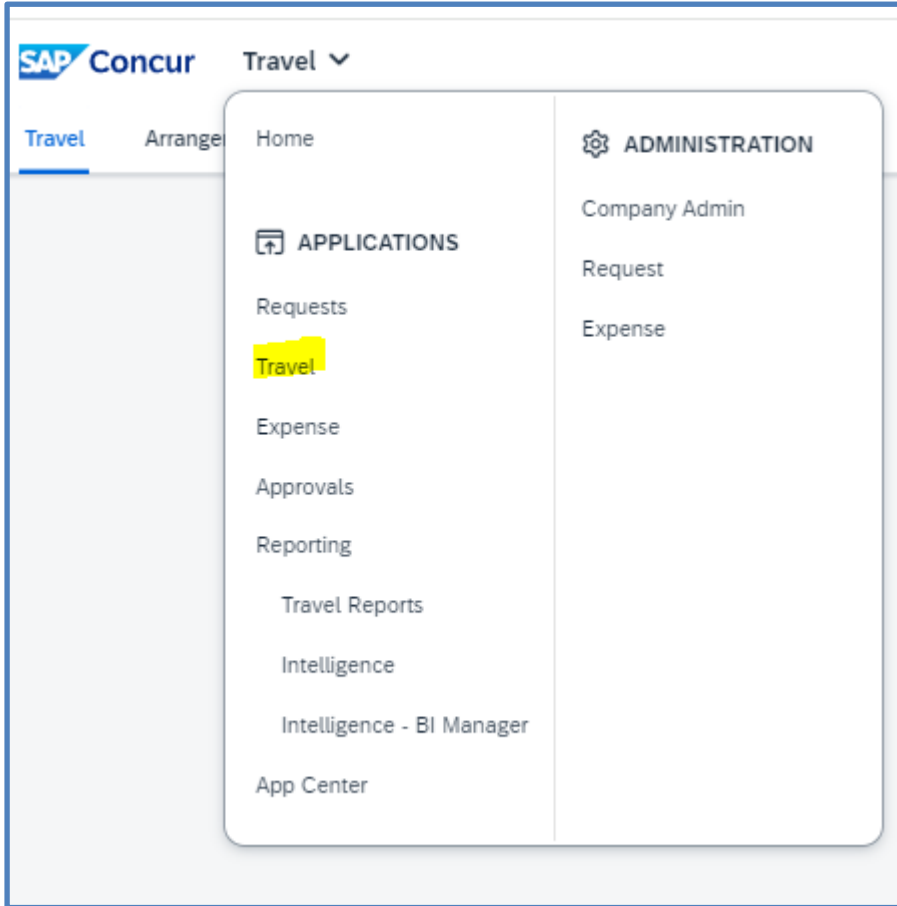 SAP Concur Travel
Travel
Home
APPLICATIONS
Requests
Travel
Expense
Approvals
Reporting
Travel Reports
Intelligence
Intelligence - BI Manager
App Center
ADMINISTRATION
Company Admin
Request
Expense